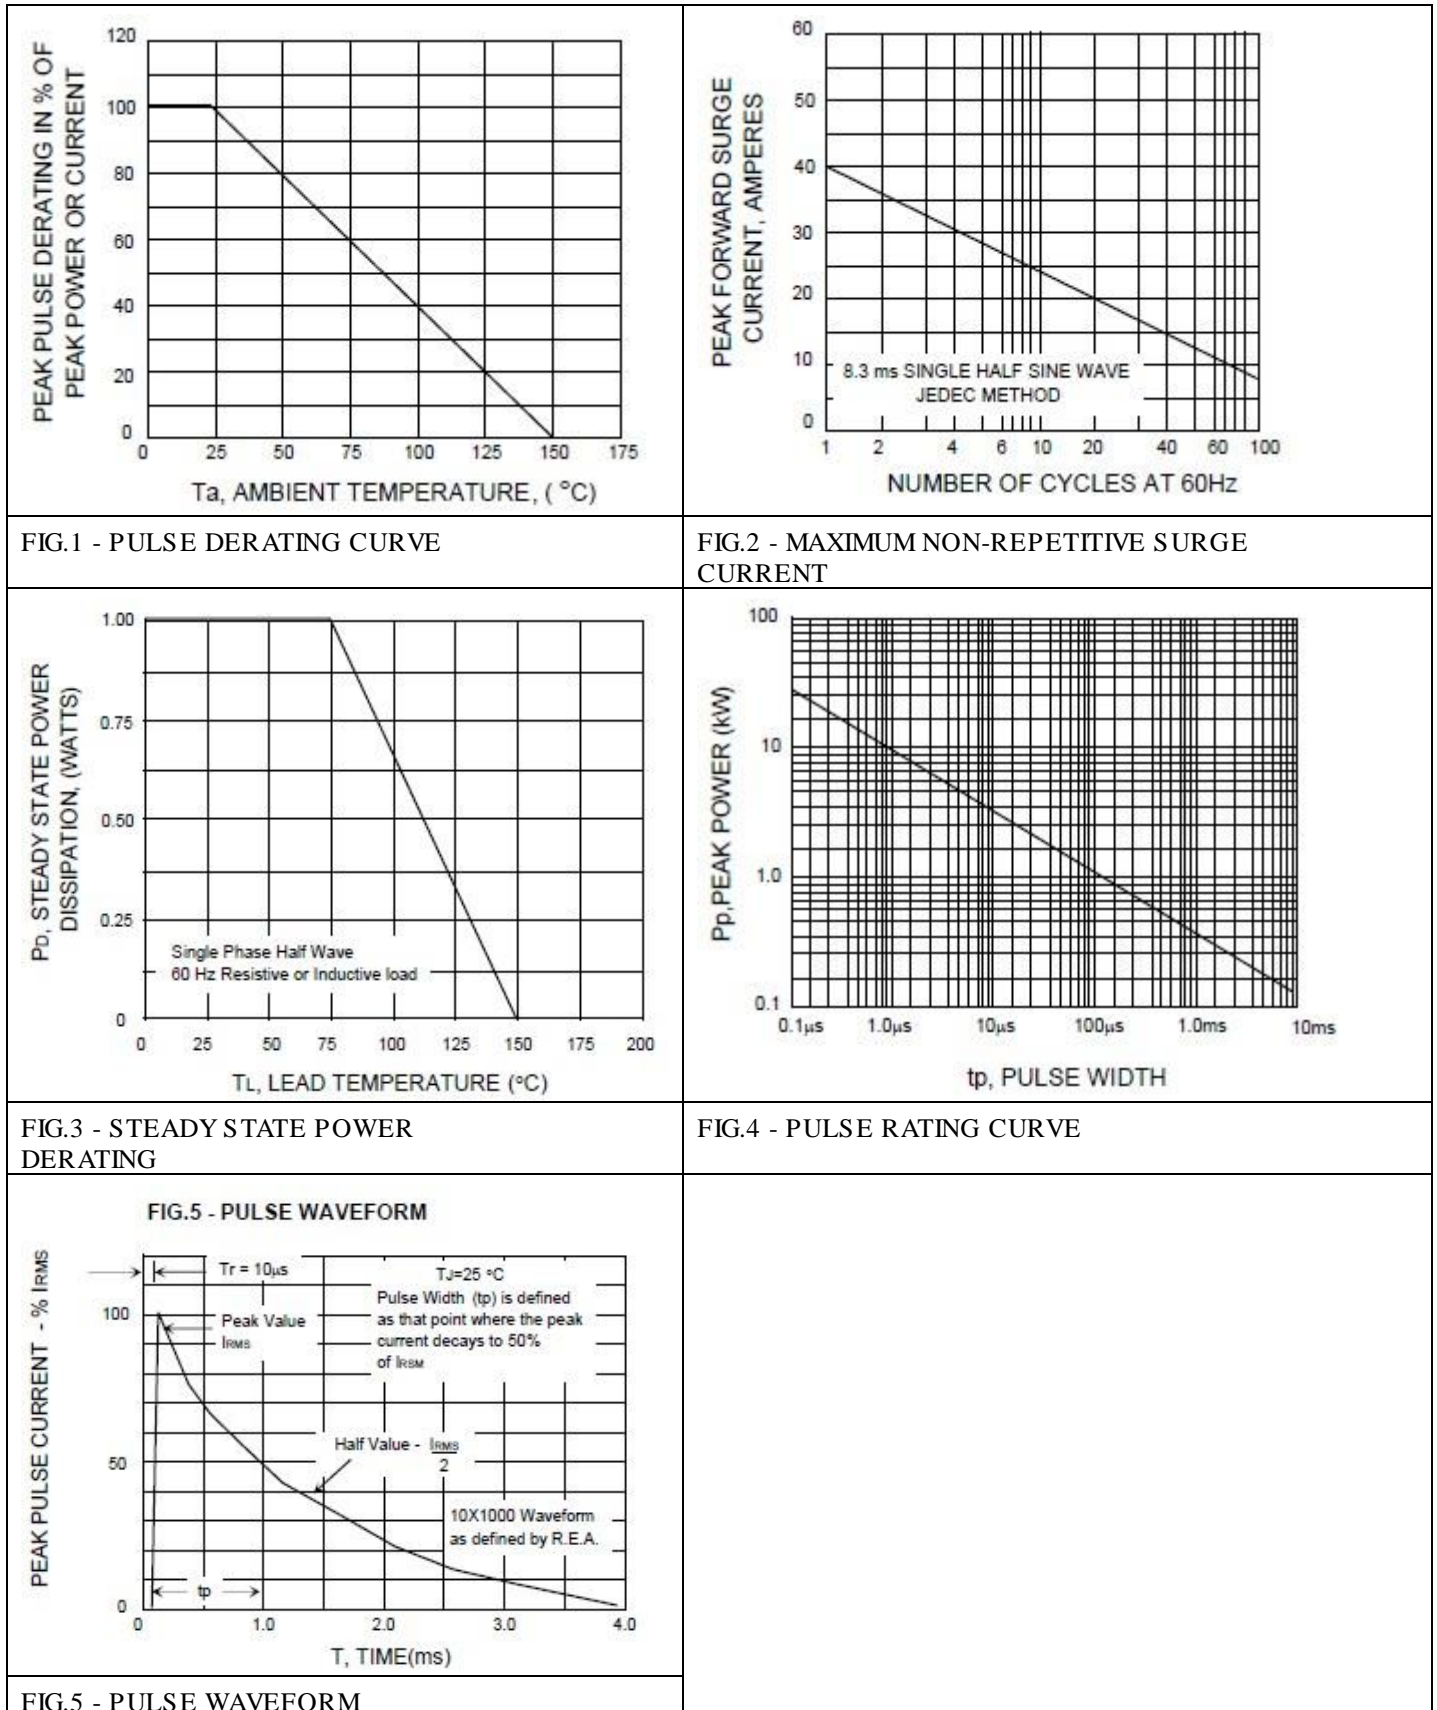 PEAK PULSE DERATING IN % OF
PEAK POWER OR CURRENT
120
100
80
60
40
20
0
0 25 50 75 100 125 150 175
Ta, AMBIENT TEMPERATURE, ( °C)
FIG.1 - PULSE DERATING CURVE
PEAK FORWARD SURGE
CURRENT, AMPERES
60
50
40
30
20
10
0
8.3 ms SINGLE HALF SINE WAVE
JEDEC METHOD
1 2 4 6 10 20 40 60 100
NUMBER OF CYCLES AT 60Hz
FIG.2 - MAXIMUM NON-REPETITIVE SURGE
CURRENT
PD, STEADY STATE POWER
DISSIPATION, (WATTS)
1.00
0.75
0.50
0.25
0
Single Phase Half Wave
60 Hz Resistive or Inductive load
0 25 50 75 100 125 150 175 200
TL, LEAD TEMPERATURE (°C)
FIG.3 - STEADY STATE POWER
DERATING
Pp,PEAK POWER (kW)
100
10
1.0
0.1
0.1μs 1.0μs 10μs 100μs 1.0ms 10ms
tp, PULSE WIDTH
FIG.4 - PULSE RATING CURVE
FIG.5 - PULSE WAVEFORM
PEAK PULSE CURRENT - % IRMS
100
50
0
Tr = 10μs
Peak Value
IRMS
TJ=25 °C
Pulse Width (tp) is defined
as that point where the peak
current decays to 50%
of IRSM
Half Value - IRMS
2
10X1000 Waveform
as defined by R.E.A.
tp
0 1.0 2.0 3.0 4.0
T, TIME(ms)
FIG.5 - PULSE WAVEFORM